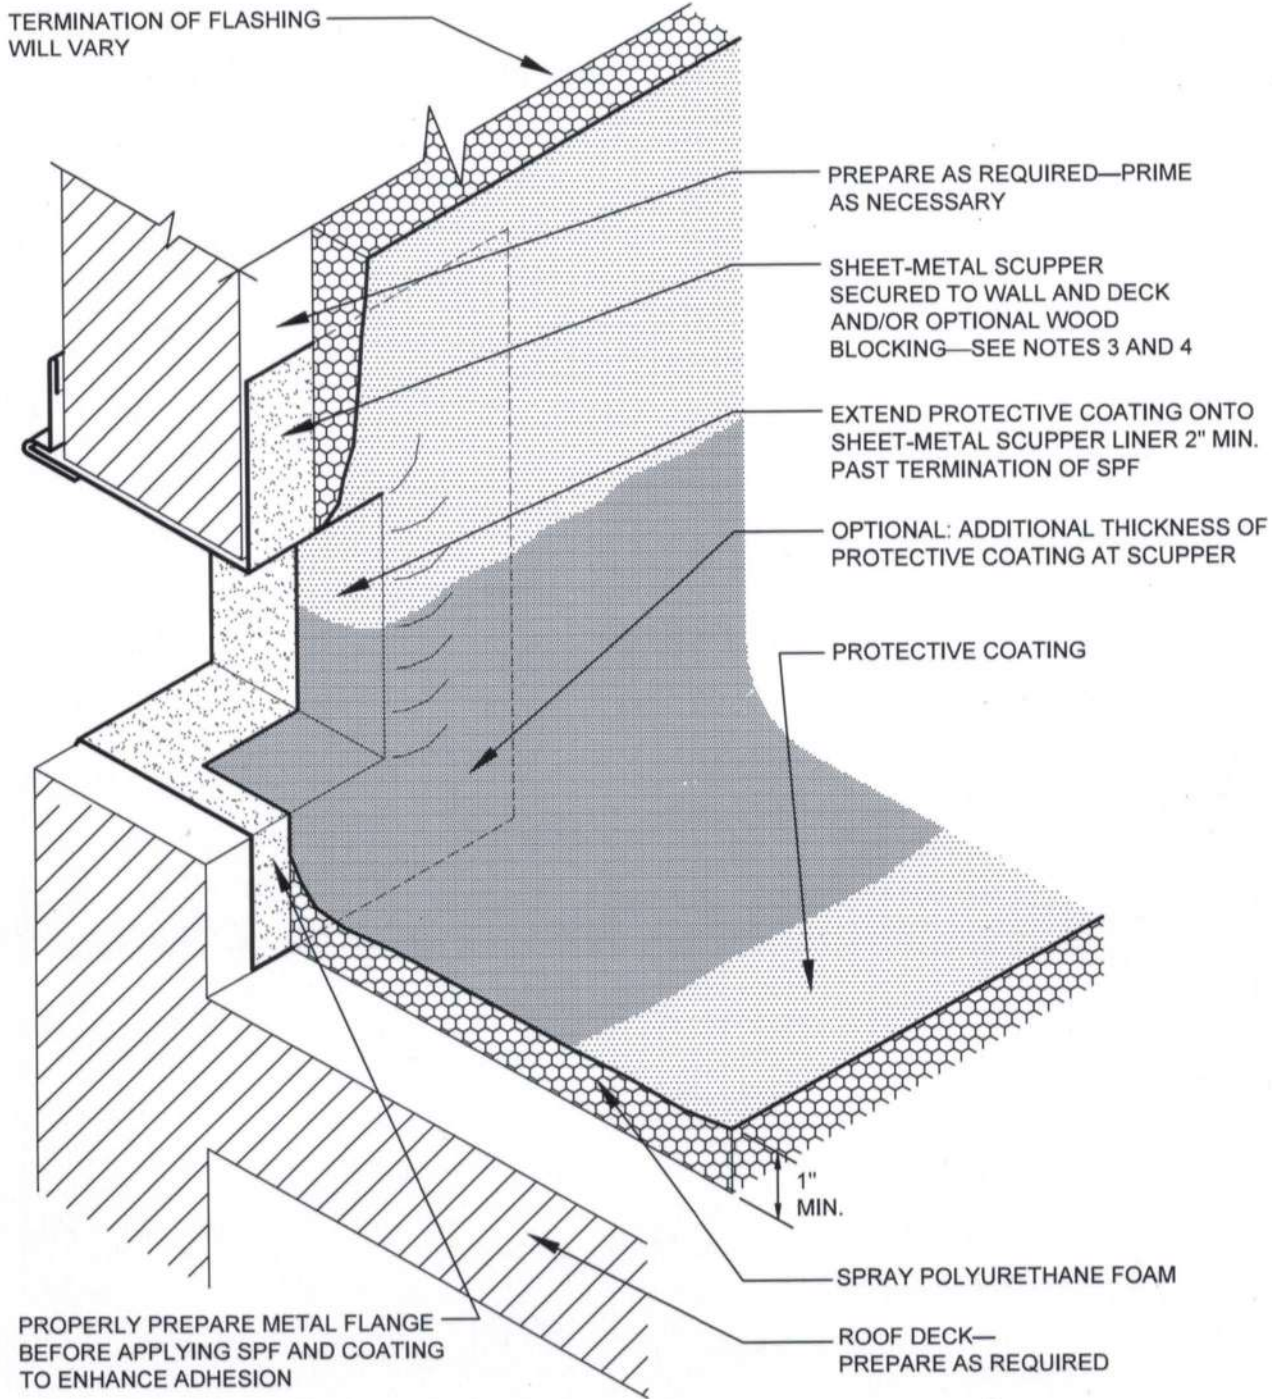 TERMINATION OF FLASHING
WILL VARY
PREPARE AS REQUIRED—PRIME
AS NECESSARY
SHEET-METAL SCUPPER
SECURED TO WALL AND DECK
AND/OR OPTIONAL WOOD
BLOCKING—SEE NOTES 3 AND 4
EXTEND PROTECTIVE COATING ONTO
SHEET-METAL SCUPPER LINER 2" MIN.
PAST TERMINATION OF SPF
OPTIONAL: ADDITIONAL THICKNESS OF
PROTECTIVE COATING AT SCUPPER
PROTECTIVE COATING
1"
MIN.
SPRAY POLYURETHANE FOAM
ROOF DECK—
PREPARE AS REQUIRED
PROPERLY PREPARE METAL FLANGE
BEFORE APPLYING SPF AND COATING
TO ENHANCE ADHESION